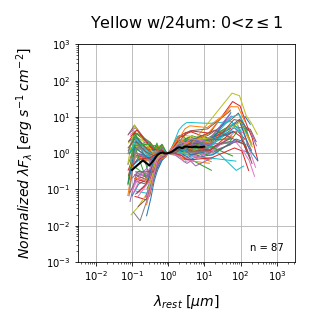 Yellow w/24um: 0<z≤1
Normalized λF_λ [erg s⁻¹ cm⁻²]
10³
10²
10¹
10⁰
10⁻¹
10⁻²
10⁻³
n = 87
10⁻² 10⁻¹ 10⁰ 10¹ 10² 10³
λ_rest [μm]